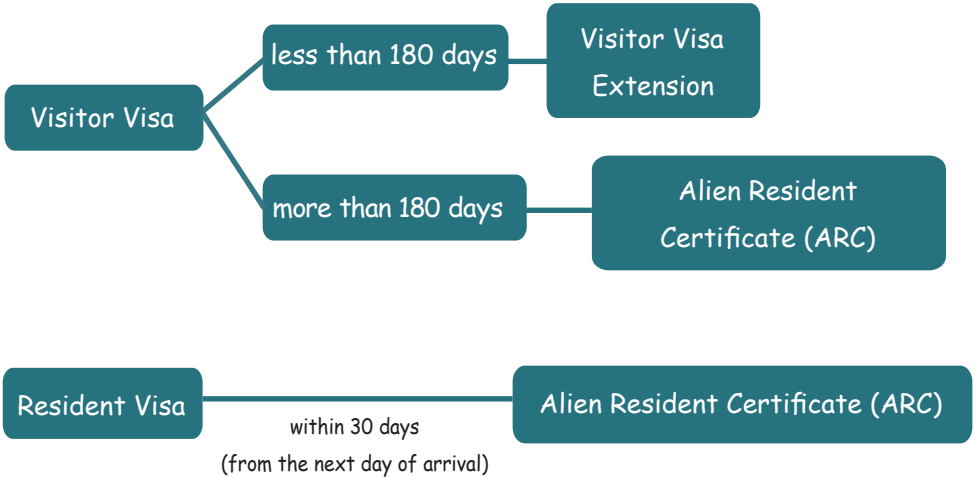 Visitor Visa
less than 180 days
Visitor Visa
Extension
more than 180 days
Alien Resident
Certificate (ARC)
Resident Visa
within 30 days
(from the next day of arrival)
Alien Resident Certificate (ARC)